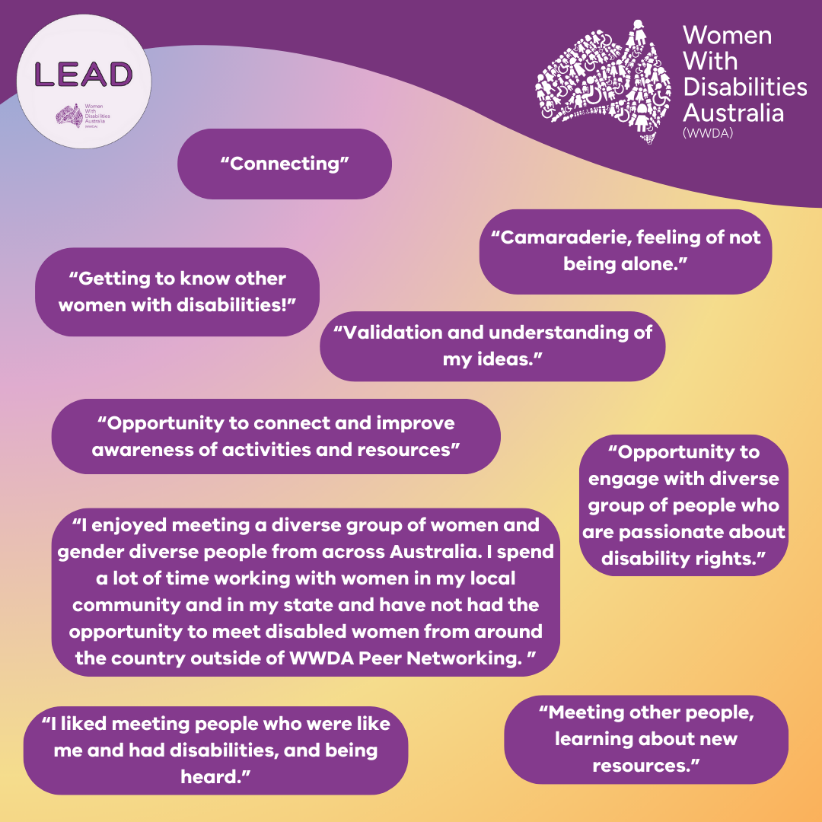 LEAD
Women
With
Disabilities
Australia
(WWDA)
Women
With
Disabilities
Australia
(WWDA)
“Connecting”
“Camaraderie, feeling of not
being alone.”
“Getting to know other
women with disabilities!”
“Validation and understanding of
my ideas.”
“Opportunity to connect and improve
awareness of activities and resources”
“Opportunity to
engage with diverse
group of people who
are passionate about
disability rights.”
“I enjoyed meeting a diverse group of women and
gender diverse people from across Australia. I spend
a lot of time working with women in my local
community and in my state and have not had the
opportunity to meet disabled women from around
the country outside of WWDA Peer Networking. ”
“I liked meeting people who were like
me and had disabilities, and being
heard.”
“Meeting other people,
learning about new
resources.”